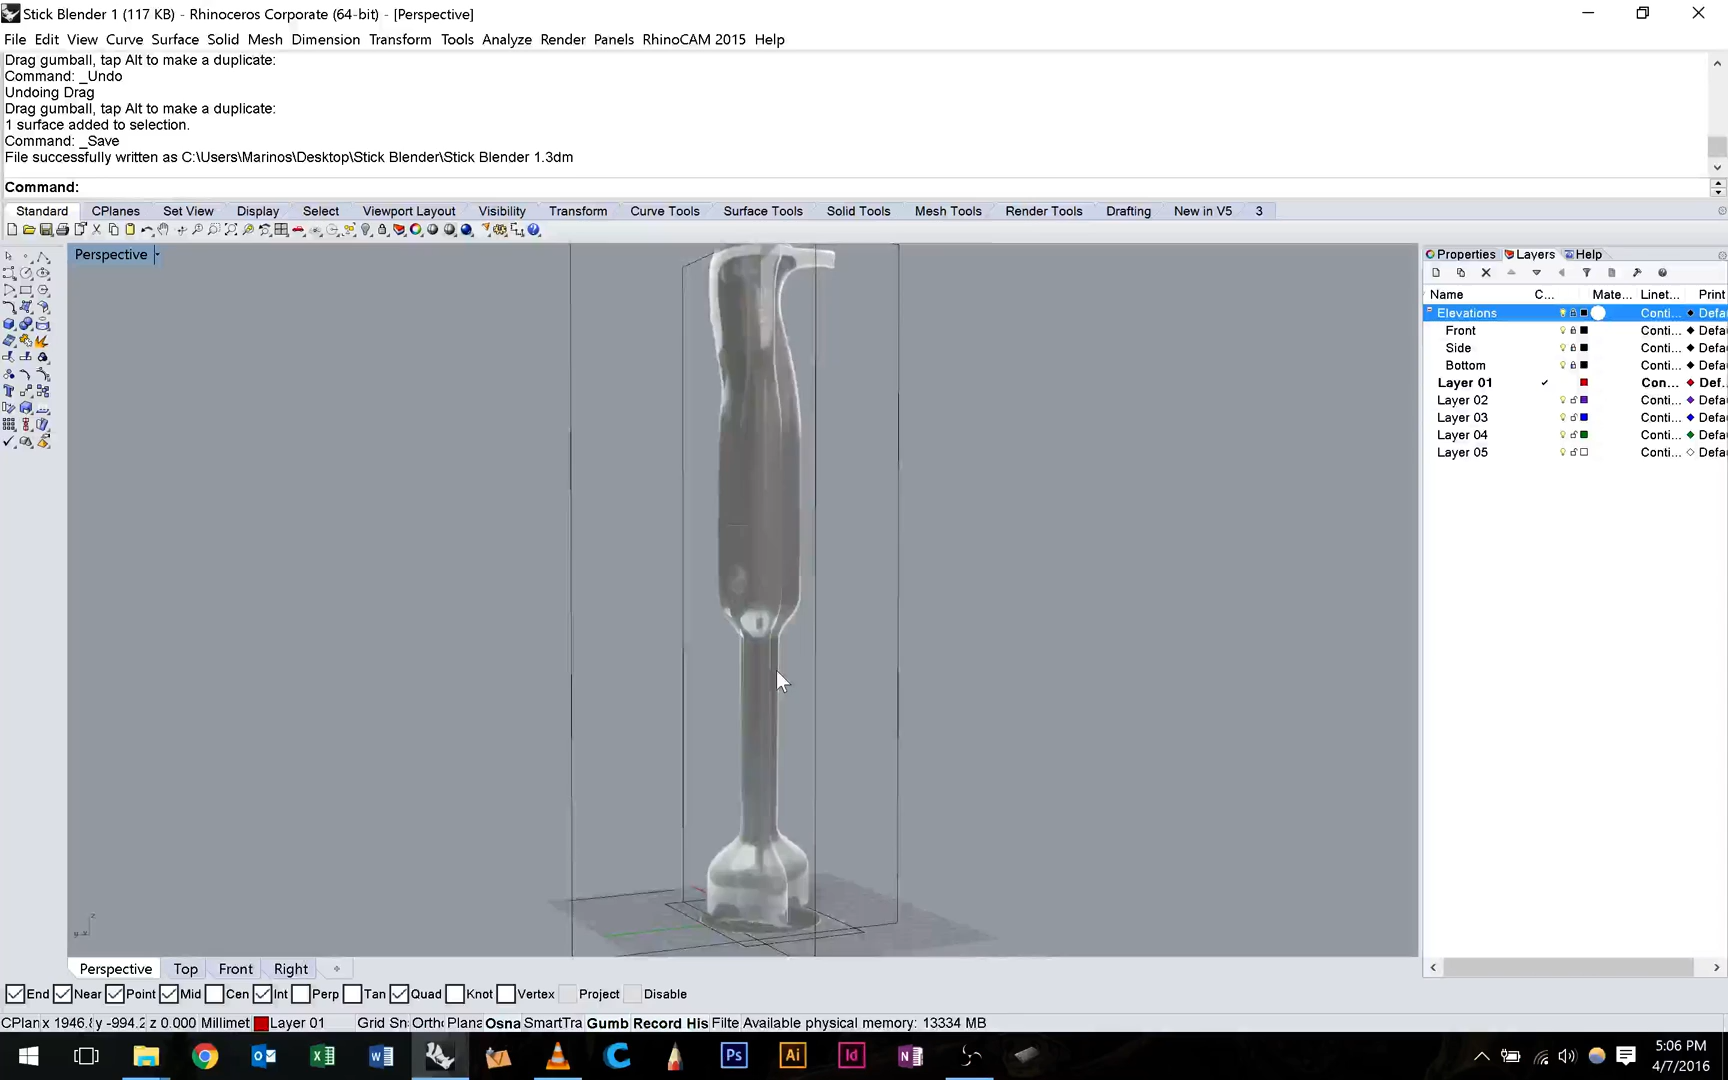 Stick Blender 1 (117 KB) - Rhinoceros Corporate (64-bit) - [Perspective]
File Edit View Curve Surface Solid Mesh Dimension Transform Tools Analyze Render Panels RhinoCAM 2015 Help
Drag gumball, tap Alt to make a duplicate:
Command: _Undo
Undoing Drag
Drag gumball, tap Alt to make a duplicate:
1 surface added to selection.
Command: _Save
File successfully written as C:\Users\Marinos\Desktop\Stick Blender\Stick Blender 1.3dm
Command:
Standard CPlanes Set View Display Select Viewport Layout Visibility Transform Curve Tools Surface Tools Solid Tools Mesh Tools Render Tools Drafting New in V5 3
Perspective
Properties Layers Help
Name C... Mate... Linet... Print
Elevations Conti... Defa
Front Conti... Defa
Side Conti... Defa
Bottom Conti... Defa
Layer 01 Con... Def.
Layer 02 Conti... Defa
Layer 03 Conti... Defa
Layer 04 Conti... Defa
Layer 05 Conti... Defa
z
y x
Perspective Top Front Right
End Near Point Mid Cen Int Perp Tan Quad Knot Vertex Project Disable
CPlan x 1946.8 y -994.2 z 0.000 Millimet Layer 01 Grid Sn Ortho Plana Osna SmartTra Gumb Record His Filte Available physical memory: 13334 MB
Ps Ai Id N
5:06 PM
4/7/2016